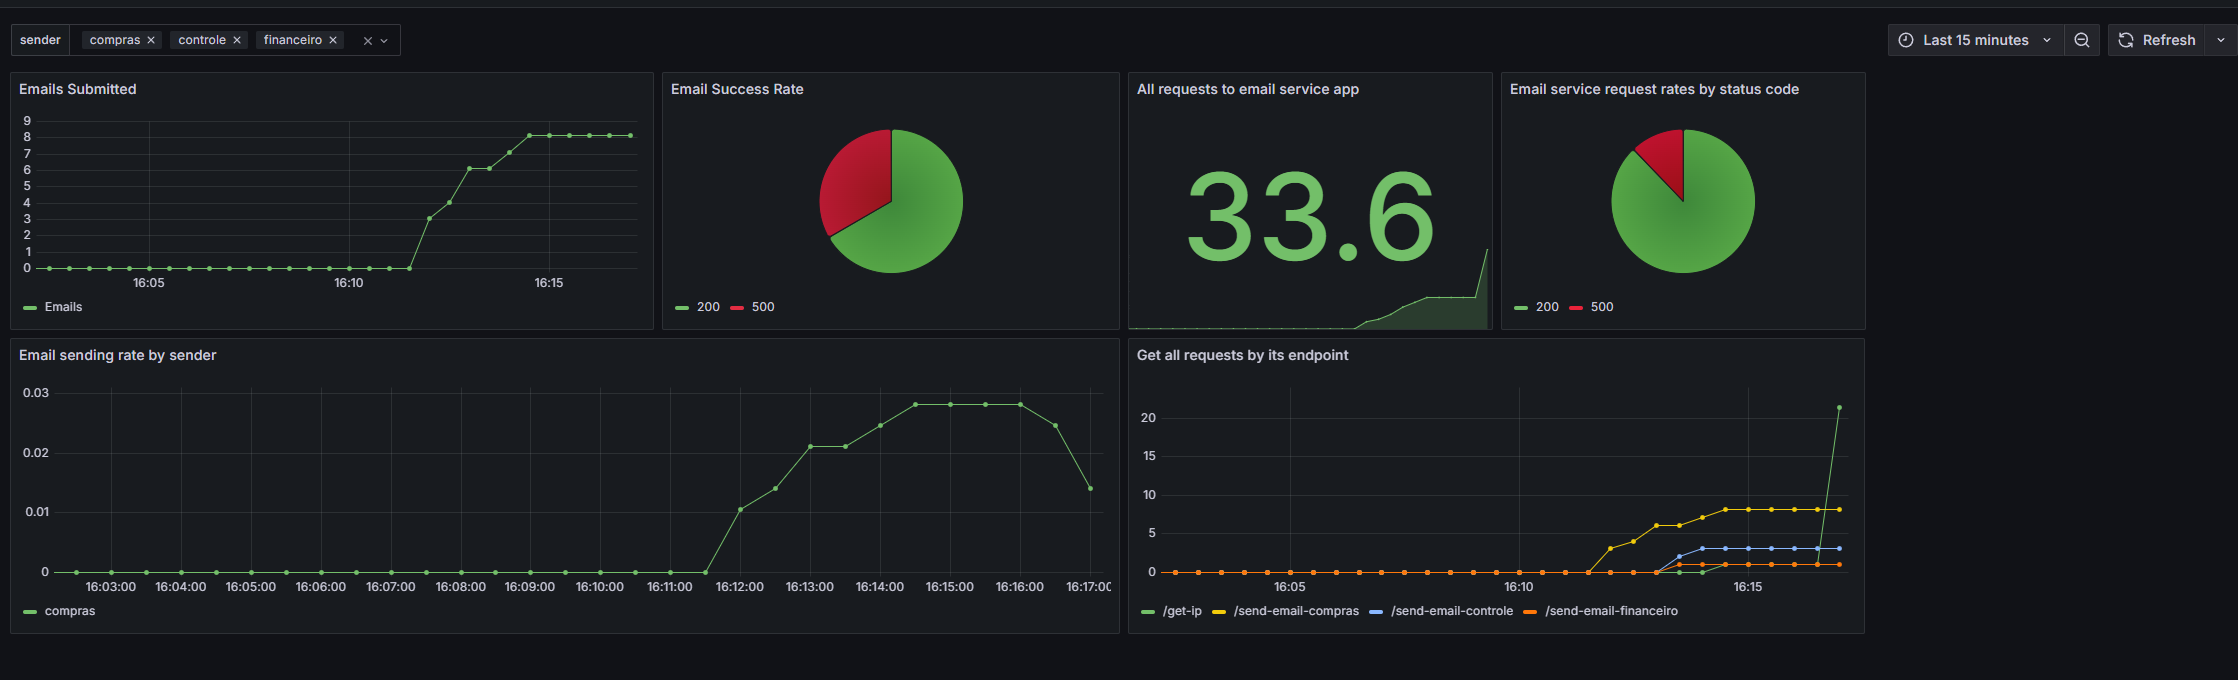 sender compras controle financeiro Last 15 minutes Refresh
Emails Submitted
9
8
7
6
5
4
3
2
1
0
16:05 16:10 16:15
Emails
Email Success Rate
200 500
All requests to email service app
33.6
Email service request rates by status code
200 500
Email sending rate by sender
0.03
0.02
0.01
0
16:03:00 16:04:00 16:05:00 16:06:00 16:07:00 16:08:00 16:09:00 16:10:00 16:11:00 16:12:00 16:13:00 16:14:00 16:15:00 16:16:00 16:17:00
compras
Get all requests by its endpoint
20
15
10
5
0
16:05 16:10 16:15
/get-ip /send-email-compras /send-email-controle /send-email-financeiro